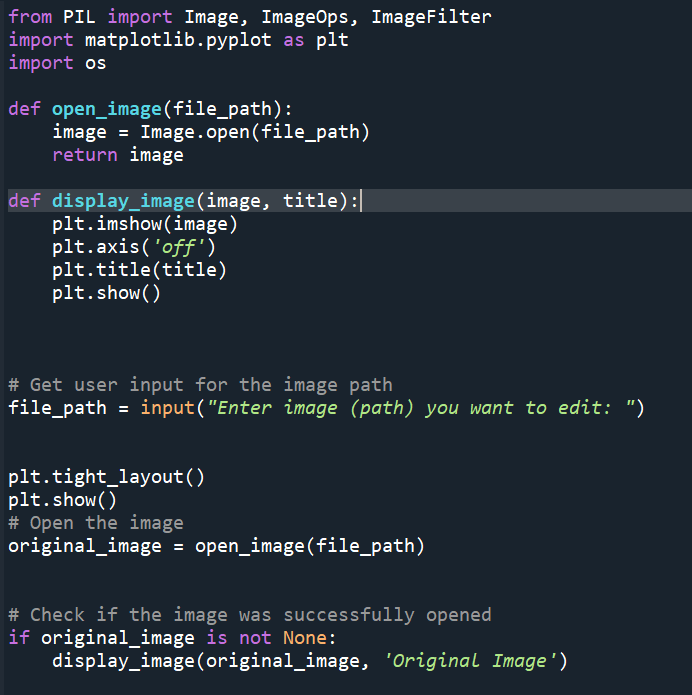 from PIL import Image, ImageOps, ImageFilter
import matplotlib.pyplot as plt
import os
def open_image(file_path):
    image = Image.open(file_path)
    return image
def display_image(image, title):
    plt.imshow(image)
    plt.axis('off')
    plt.title(title)
    plt.show()
# Get user input for the image path
file_path = input("Enter image (path) you want to edit: ")
plt.tight_layout()
plt.show()
# Open the image
original_image = open_image(file_path)
# Check if the image was successfully opened
if original_image is not None:
    display_image(original_image, 'Original Image')